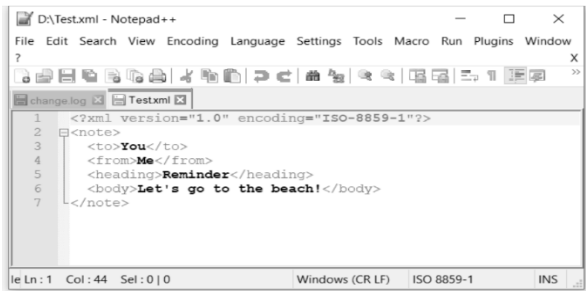 D:\Test.xml - Notepad++
File Edit Search View Encoding Language Settings Tools Macro Run Plugins Window
? X
change.log Test.xml
1 <?xml version="1.0" encoding="ISO-8859-1"?>
2 <note>
3 <to>You</to>
4 <from>Me</from>
5 <heading>Reminder</heading>
6 <body>Let's go to the beach!</body>
7 </note>
le Ln : 1 Col : 44 Sel : 0 | 0 Windows (CR LF) ISO 8859-1 INS